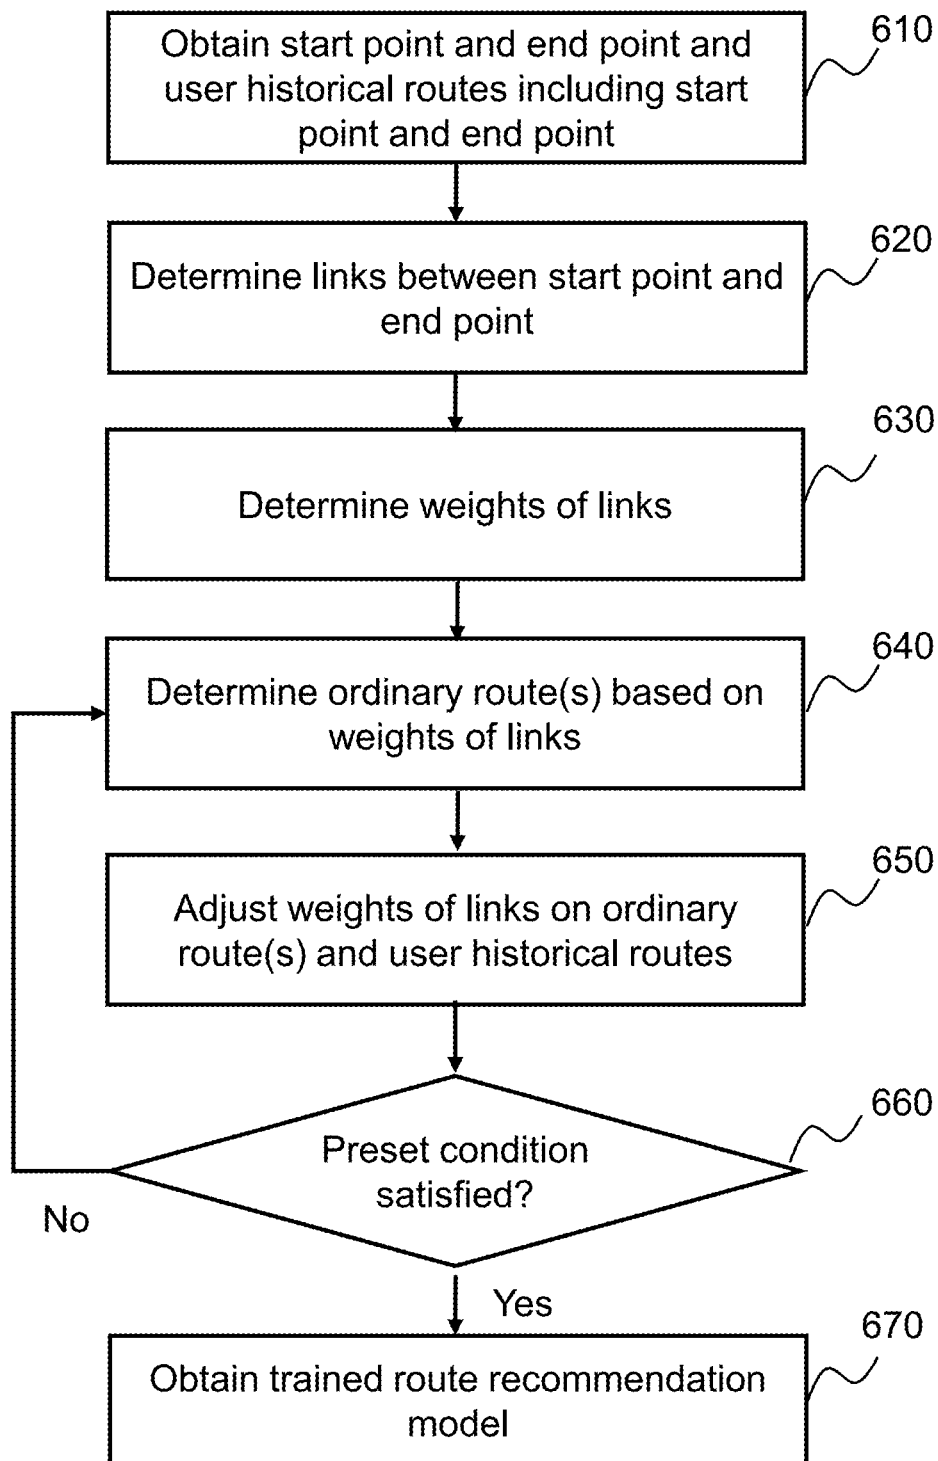 610
Obtain start point and end point and
user historical routes including start
point and end point
620
Determine links between start point and
end point
630
Determine weights of links
640
Determine ordinary route(s) based on
weights of links
650
Adjust weights of links on ordinary
route(s) and user historical routes
660
Preset condition
satisfied?
No
Yes
670
Obtain trained route recommendation
model